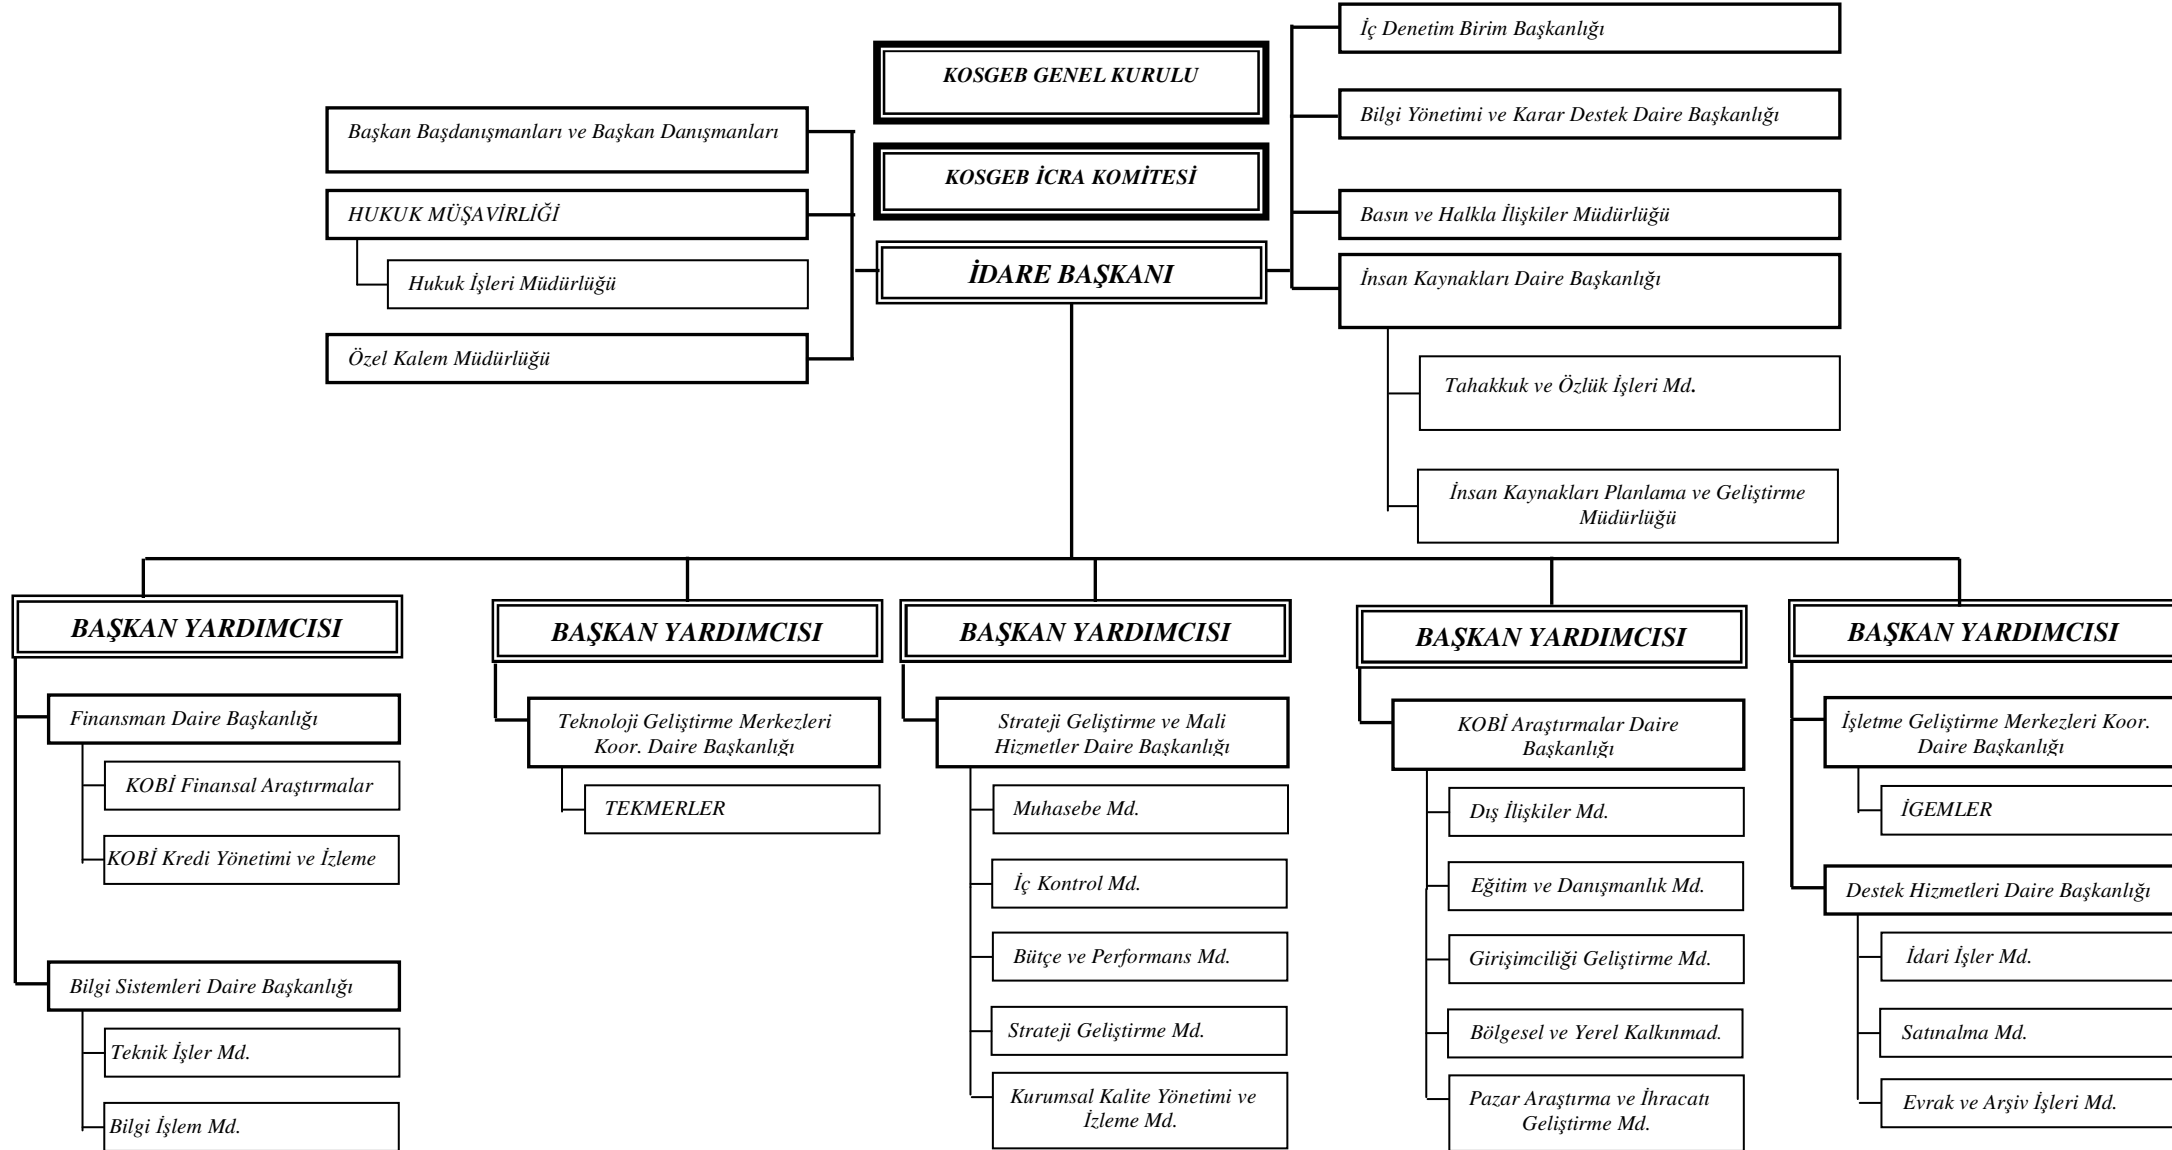 KOSGEB GENEL KURULU
KOSGEB İCRA KOMİTESİ
İDARE BAŞKANI
Başkan Başdanışmanları ve Başkan Danışmanları
HUKUK MÜŞAVİRLİĞİ
Hukuk İşleri Müdürlüğü
Özel Kalem Müdürlüğü
İç Denetim Birim Başkanlığı
Bilgi Yönetimi ve Karar Destek Daire Başkanlığı
Basın ve Halkla İlişkiler Müdürlüğü
İnsan Kaynakları Daire Başkanlığı
Tahakkuk ve Özlük İşleri Md.
İnsan Kaynakları Planlama ve Geliştirme
Müdürlüğü
BAŞKAN YARDIMCISI
Finansman Daire Başkanlığı
KOBİ Finansal Araştırmalar
KOBİ Kredi Yönetimi ve İzleme
Bilgi Sistemleri Daire Başkanlığı
Teknik İşler Md.
Bilgi İşlem Md.
BAŞKAN YARDIMCISI
Teknoloji Geliştirme Merkezleri
Koor. Daire Başkanlığı
TEKMERLER
BAŞKAN YARDIMCISI
Strateji Geliştirme ve Mali
Hizmetler Daire Başkanlığı
Muhasebe Md.
İç Kontrol Md.
Bütçe ve Performans Md.
Strateji Geliştirme Md.
Kurumsal Kalite Yönetimi ve
İzleme Md.
BAŞKAN YARDIMCISI
KOBİ Araştırmalar Daire
Başkanlığı
Dış İlişkiler Md.
Eğitim ve Danışmanlık Md.
Girişimciliği Geliştirme Md.
Bölgesel ve Yerel Kalkınmad.
Pazar Araştırma ve İhracatı
Geliştirme Md.
BAŞKAN YARDIMCISI
İşletme Geliştirme Merkezleri Koor.
Daire Başkanlığı
İGEMLER
Destek Hizmetleri Daire Başkanlığı
İdari İşler Md.
Satınalma Md.
Evrak ve Arşiv İşleri Md.